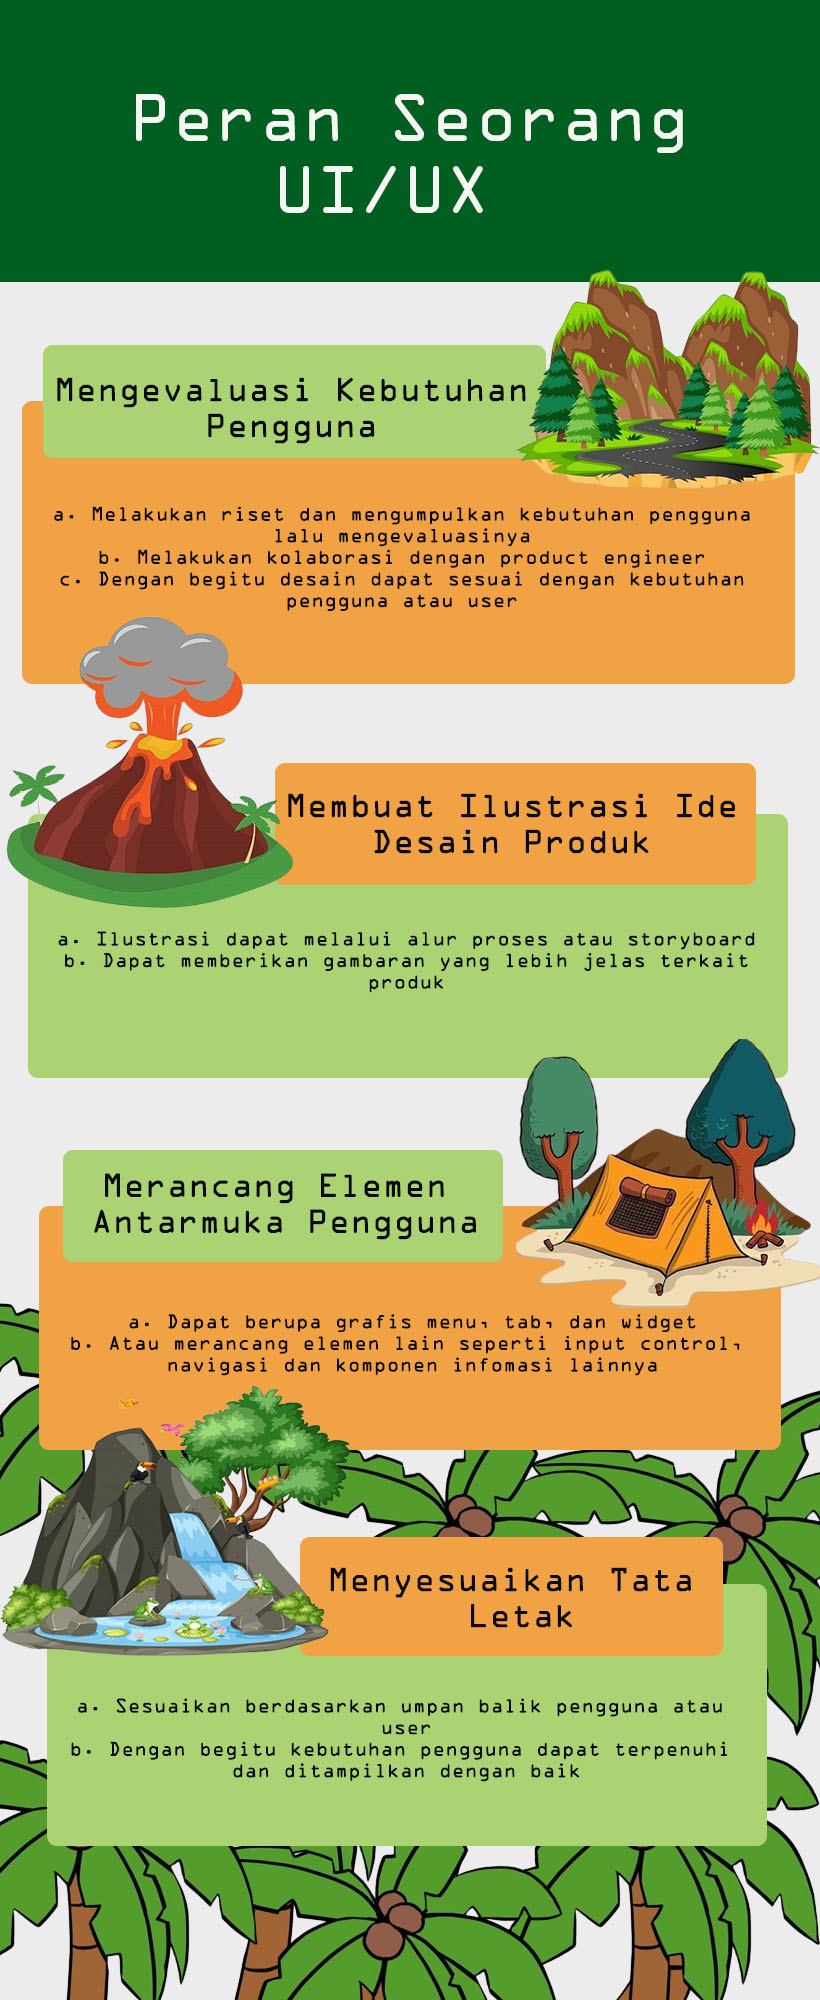 Peran Seorang
UI/UX
Mengevaluasi Kebutuhan
Pengguna
a. Melakukan riset dan mengumpulkan kebutuhan pengguna
lalu mengevaluasinya
b. Melakukan kolaborasi dengan product engineer
c. Dengan begitu desain dapat sesuai dengan kebutuhan
pengguna atau user
Membuat Ilustrasi Ide
Desain Produk
a. Ilustrasi dapat melalui alur proses atau storyboard
b. Dapat memberikan gambaran yang lebih jelas terkait
produk
Merancang Elemen
Antarmuka Pengguna
a. Dapat berupa grafis menu, tab, dan widget
b. Atau merancang elemen lain seperti input control,
navigasi dan komponen infomasi lainnya
Menyesuaikan Tata
Letak
a. Sesuaikan berdasarkan umpan balik pengguna atau
user
b. Dengan begitu kebutuhan pengguna dapat terpenuhi
dan ditampilkan dengan baik